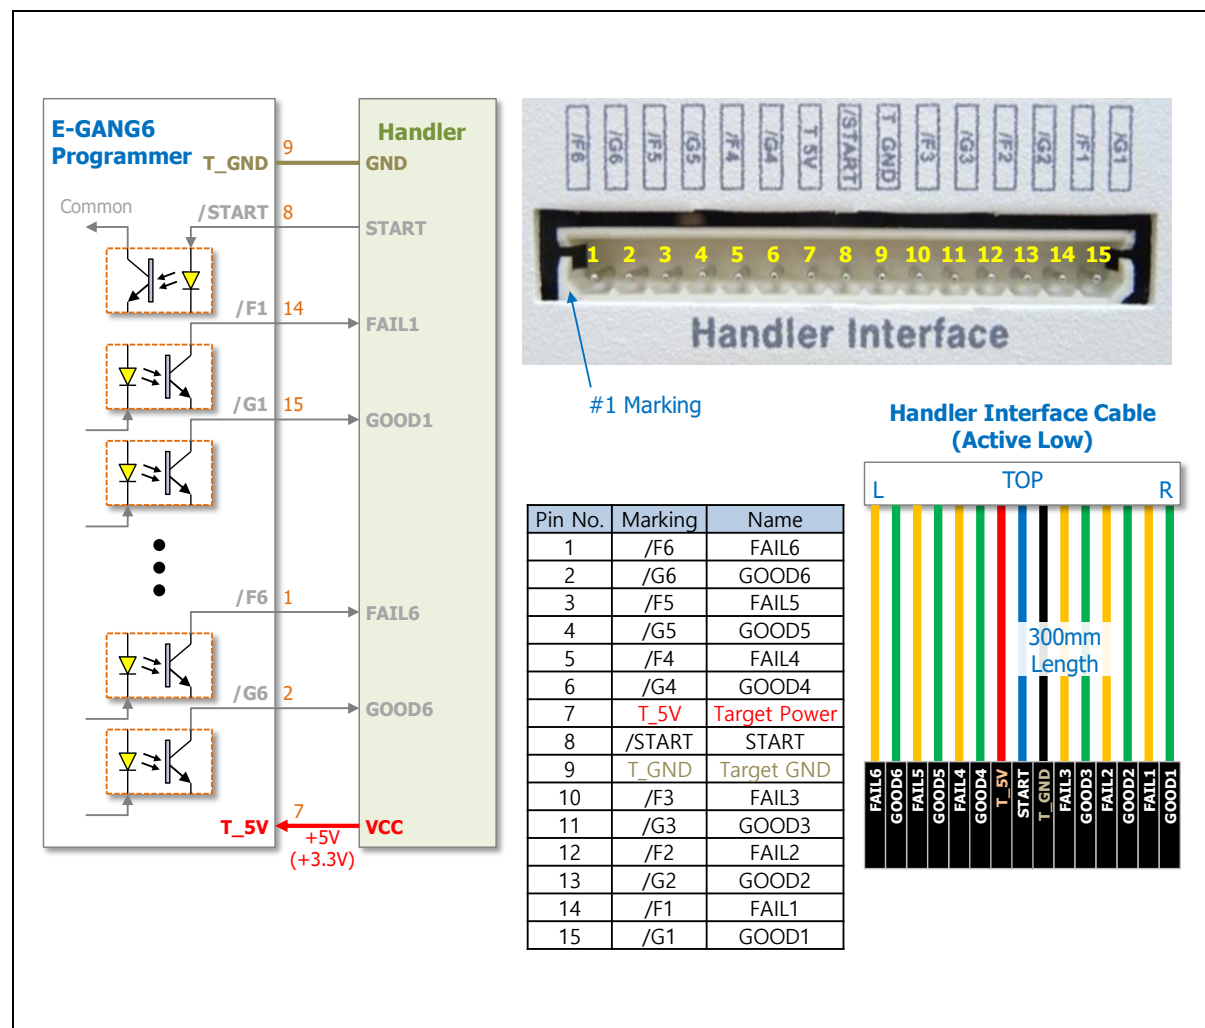 E-GANG6
Programmer
Handler
T_GND
9
GND
Common
/START
8
START
/F1
14
FAIL1
/G1
15
GOOD1
/F6
1
FAIL6
/G6
2
GOOD6
T_5V
7
+5V
(+3.3V)
VCC
/F6 /G6 /F5 /G5 /F4 /G4 T 5V /START T GND /F3 /G3 /F2 /G2 /F1 /G1
1 2 3 4 5 6 7 8 9 10 11 12 13 14 15
Handler Interface
#1 Marking
Handler Interface Cable
(Active Low)
TOP
L R
300mm
Length
FAIL6 GOOD6 FAIL5 GOOD5 FAIL4 GOOD4 T_5V START T_GND FAIL3 GOOD3 FAIL2 GOOD2 FAIL1 GOOD1
Pin No. Marking Name
1 /F6 FAIL6
2 /G6 GOOD6
3 /F5 FAIL5
4 /G5 GOOD5
5 /F4 FAIL4
6 /G4 GOOD4
7 T_5V Target Power
8 /START START
9 T_GND Target GND
10 /F3 FAIL3
11 /G3 GOOD3
12 /F2 FAIL2
13 /G2 GOOD2
14 /F1 FAIL1
15 /G1 GOOD1